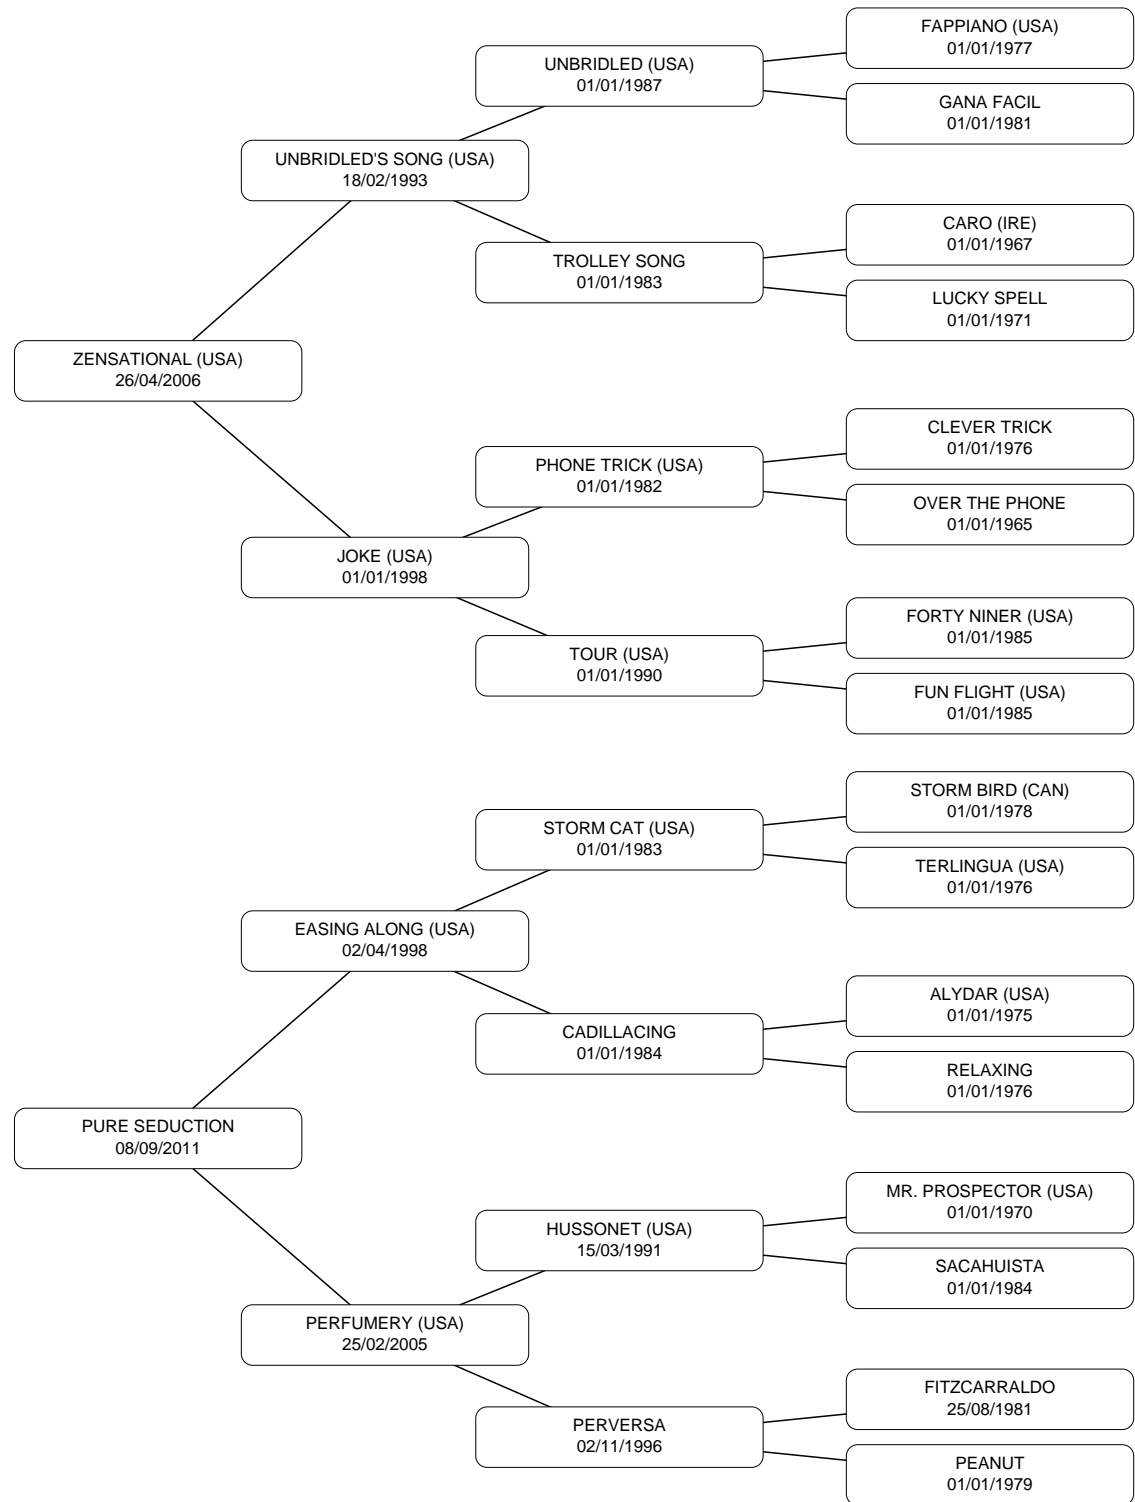 FAPPIANO (USA)
01/01/1977
UNBRIDLED (USA)
01/01/1987
GANA FACIL
01/01/1981
UNBRIDLED'S SONG (USA)
18/02/1993
CARO (IRE)
01/01/1967
TROLLEY SONG
01/01/1983
LUCKY SPELL
01/01/1971
ZENSATIONAL (USA)
26/04/2006
CLEVER TRICK
01/01/1976
PHONE TRICK (USA)
01/01/1982
OVER THE PHONE
01/01/1965
JOKE (USA)
01/01/1998
FORTY NINER (USA)
01/01/1985
TOUR (USA)
01/01/1990
FUN FLIGHT (USA)
01/01/1985
STORM BIRD (CAN)
01/01/1978
STORM CAT (USA)
01/01/1983
TERLINGUA (USA)
01/01/1976
EASING ALONG (USA)
02/04/1998
ALYDAR (USA)
01/01/1975
CADILLACING
01/01/1984
RELAXING
01/01/1976
PURE SEDUCTION
08/09/2011
MR. PROSPECTOR (USA)
01/01/1970
HUSSONET (USA)
15/03/1991
SACAHUISTA
01/01/1984
PERFUMERY (USA)
25/02/2005
FITZCARRALDO
25/08/1981
PERVERSA
02/11/1996
PEANUT
01/01/1979